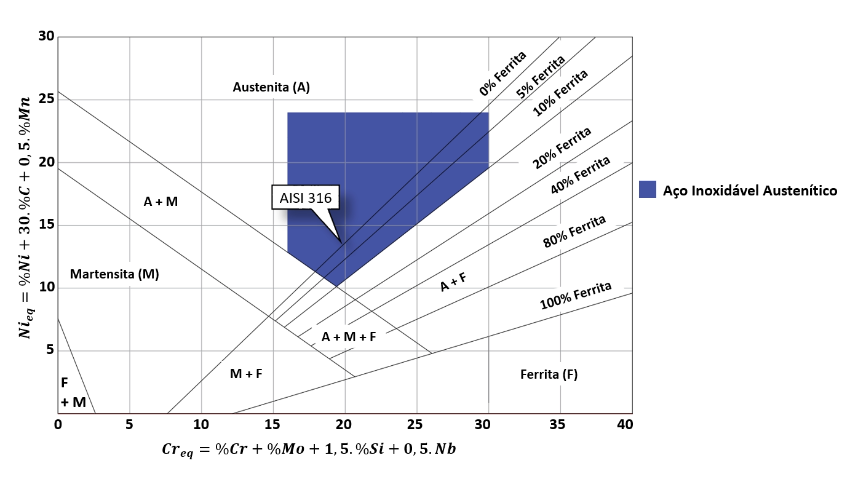 30
25
20
15
10
5
0
5
10
15
20
25
30
35
40
Ni_eq = %Ni + 30.%C + 0,5.%Mn
Cr_eq = %Cr + %Mo + 1,5.%Si + 0,5.Nb
Austenita (A)
0% Ferrita
5% Ferrita
10% Ferrita
20% Ferrita
40% Ferrita
80% Ferrita
100% Ferrita
A + M
AISI 316
Martensita (M)
A + F
A + M + F
M + F
Ferrita (F)
F
+ M
Aço Inoxidável Austenítico